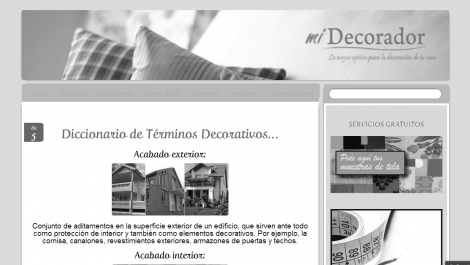 mi Decorador
La mejor opción para la decoración de tu casa
Inicio
dic
5
Diccionario de Términos Decorativos...
Acabado exterior:
Conjunto de aditamentos en la superficie exterior de un edificio, que sirven ante todo
como protección de interior y también como elementos decorativos. Por ejemplo, la
cornisa, canalones, revestimientos exteriores, armazones de puertas y techos.
Acabado interior:
SERVICIOS GRATUITOS
Pide aqui tus
muestras de tela